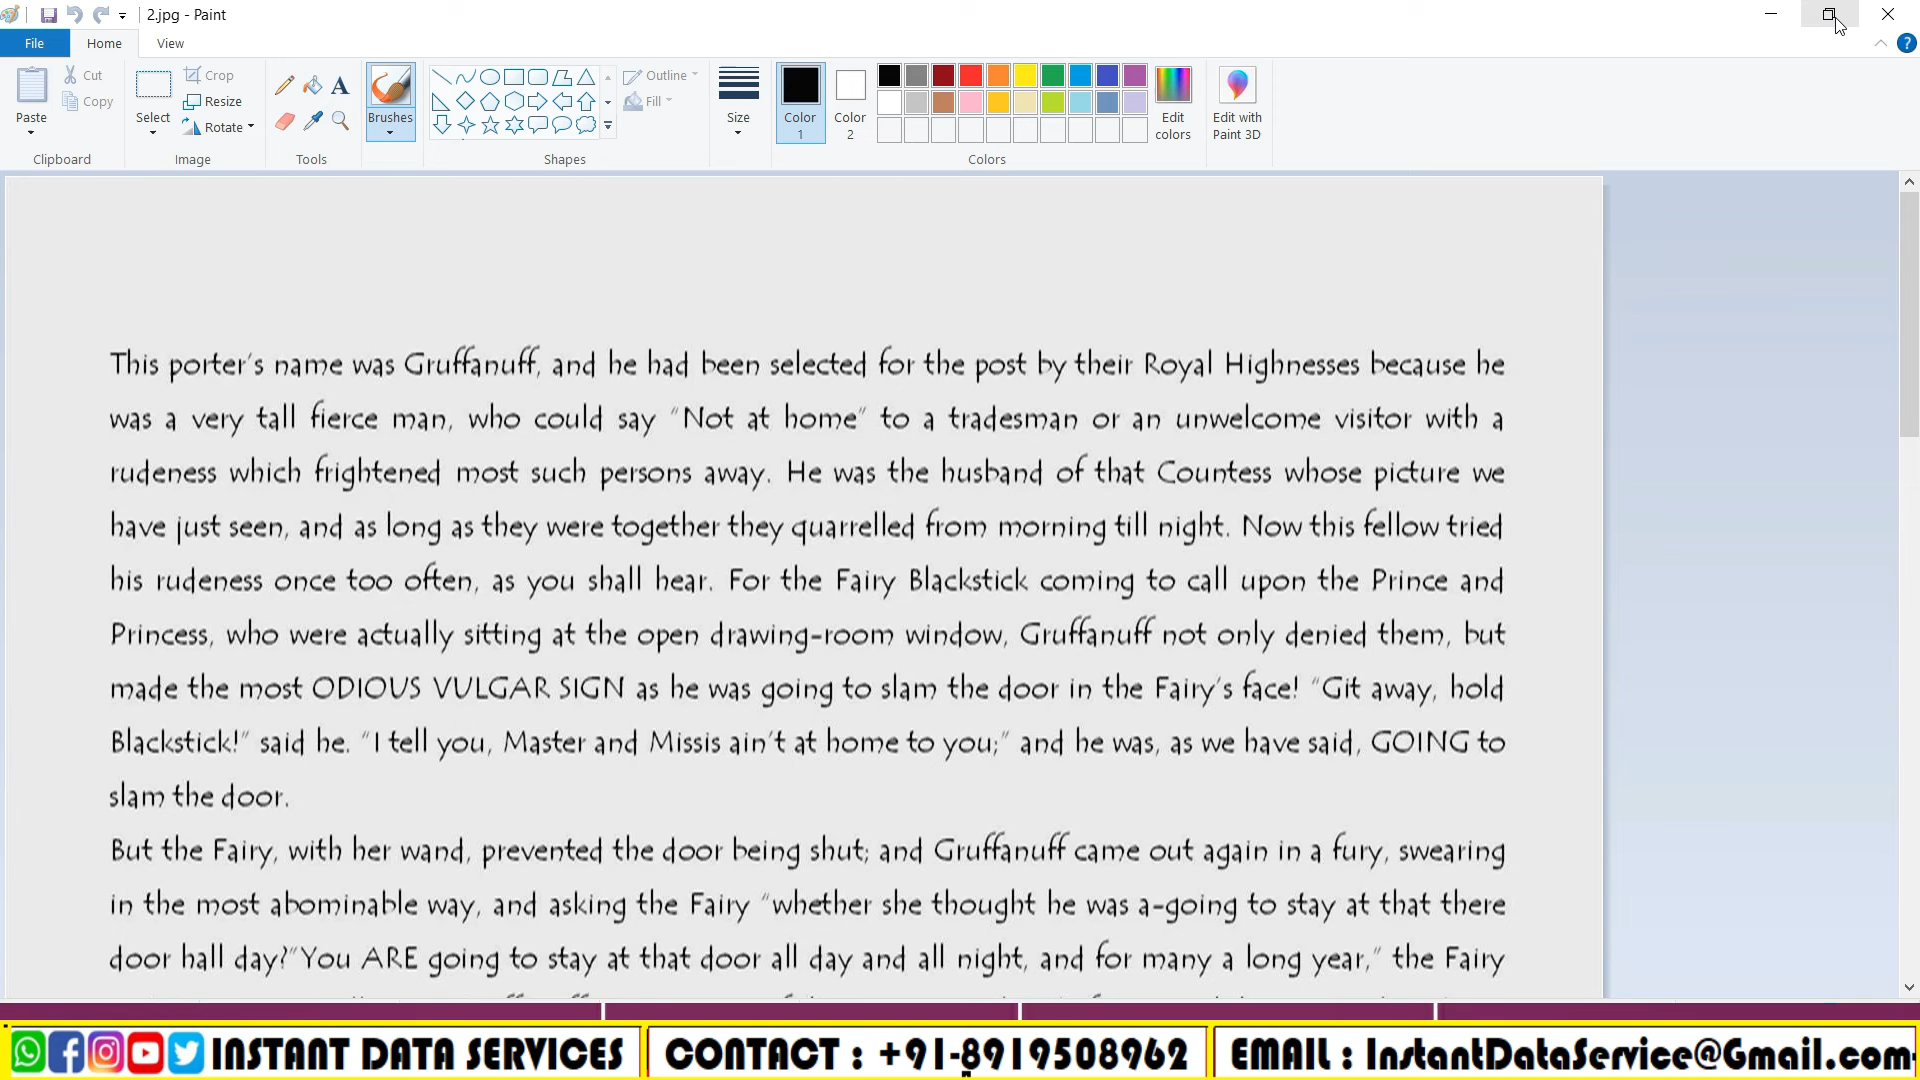 2.jpg - Paint
File Home View
Cut
Copy
Paste
Clipboard
Select
Crop
Resize
Rotate
Image
Tools
Brushes
Outline
Fill
Shapes
Size
Color 1
Color 2
Colors
Edit colors
Edit with Paint 3D
This porter's name was Gruffanuff, and he had been selected for the post by their Royal Highnesses because he
was a very tall fierce man, who could say "Not at home" to a tradesman or an unwelcome visitor with a
rudeness which frightened most such persons away. He was the husband of that Countess whose picture we
have just seen, and as long as they were together they quarrelled from morning till night. Now this fellow tried
his rudeness once too often, as you shall hear. For the Fairy Blackstick coming to call upon the Prince and
Princess, who were actually sitting at the open drawing-room window, Gruffanuff not only denied them, but
made the most ODIOUS VULGAR SIGN as he was going to slam the door in the Fairy's face! "Git away, hold
Blackstick!" said he. "I tell you, Master and Missis ain't at home to you;" and he was, as we have said, GOING to
slam the door.
But the Fairy, with her wand, prevented the door being shut; and Gruffanuff came out again in a fury, swearing
in the most abominable way, and asking the Fairy "whether she thought he was a-going to stay at that there
door hall day?"You ARE going to stay at that door all day and all night, and for many a long year," the Fairy
INSTANT DATA SERVICES CONTACT : +91-8919508962 EMAIL : InstantDataService@Gmail.com